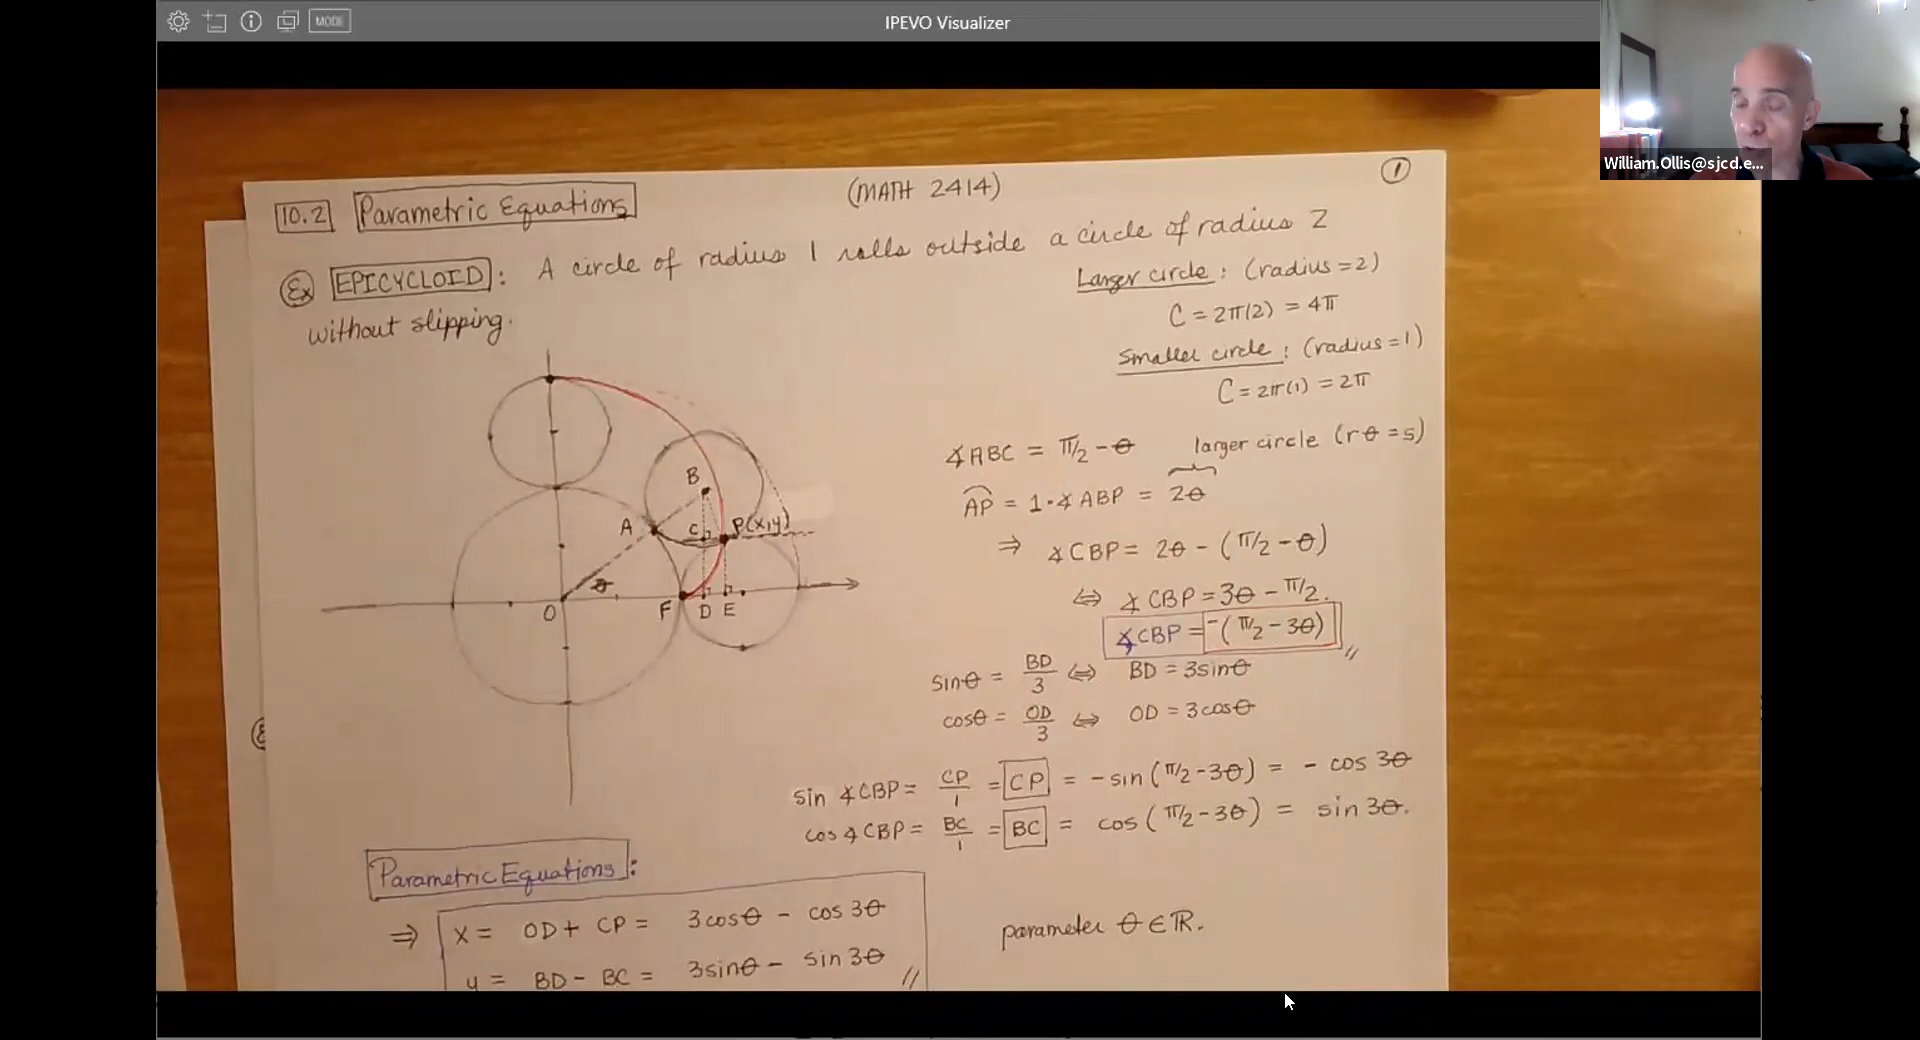 MODE
IPEVO Visualizer
William.Ollis@sjcd.e...
10.2 Parametric Equations
(MATH 2414)
1
Ex EPICYCLOID: A circle of radius 1 rolls outside a circle of radius 2
without slipping.
Larger circle: (radius=2)
C = 2π(2) = 4π
Smaller circle: (radius=1)
C = 2π(1) = 2π
B
A
C
P(x,y)
θ
O
F
D
E
∡ABC = π/2 - θ
larger circle (rθ = s)
AP = 1·∡ABP = 2θ
⇒ ∡CBP = 2θ - (π/2 - θ)
⇔ ∡CBP = 3θ - π/2.
∡CBP = -(π/2 - 3θ) //
sinθ = BD/3 ⇔ BD = 3sinθ
cosθ = OD/3 ⇔ OD = 3cosθ
sin ∡CBP = CP/1 = CP = -sin(π/2-3θ) = - cos 3θ
cos ∡CBP = BC/1 = BC = cos(π/2-3θ) = sin 3θ.
Parametric Equations:
⇒ x = OD + CP = 3cosθ - cos 3θ
parameter θ ∈ ℝ.
y = BD - BC = 3sinθ - sin 3θ //